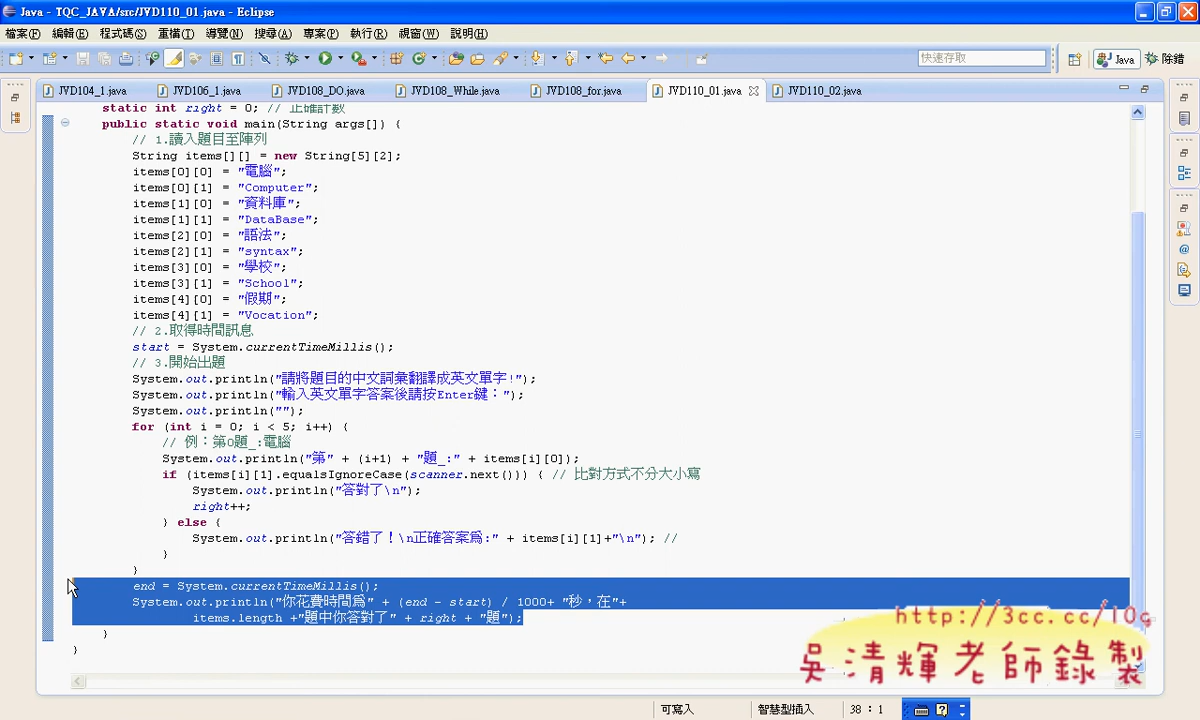 Java - TQC_JAVA/src/JVD110_01.java - Eclipse
檔案(F) 編輯(E) 程式碼(S) 重構(T) 導覽(N) 搜尋(A) 專案(P) 執行(R) 視窗(W) 說明(H)
快速存取 Java 除錯
JVD104_1.java JVD106_1.java JVD108_DO.java JVD108_While.java JVD108_for.java JVD110_01.java JVD110_02.java
static int right = 0; // 正確計數
public static void main(String args[]) {
// 1.讀入題目至陣列
String items[][] = new String[5][2];
items[0][0] = "電腦";
items[0][1] = "Computer";
items[1][0] = "資料庫";
items[1][1] = "DataBase";
items[2][0] = "語法";
items[2][1] = "syntax";
items[3][0] = "學校";
items[3][1] = "School";
items[4][0] = "假期";
items[4][1] = "Vocation";
// 2.取得時間訊息
start = System.currentTimeMillis();
// 3.開始出題
System.out.println("請將題目的中文詞彙翻譯成英文單字!");
System.out.println("輸入英文單字答案後請按Enter鍵：");
System.out.println("");
for (int i = 0; i < 5; i++) {
// 例：第0題_:電腦
System.out.println("第" + (i+1) + "題_:" + items[i][0]);
if (items[i][1].equalsIgnoreCase(scanner.next())) { // 比對方式不分大小寫
System.out.println("答對了\n");
right++;
} else {
System.out.println("答錯了！\n正確答案為:" + items[i][1]+"\n"); //
}
}
end = System.currentTimeMillis();
System.out.println("你花費時間為" + (end - start) / 1000+ "秒，在"+
items.length +"題中你答對了" + right + "題");
}
}
http://3cc.cc/10q
吳清輝老師錄製
可寫入 智慧型插入 38 : 1